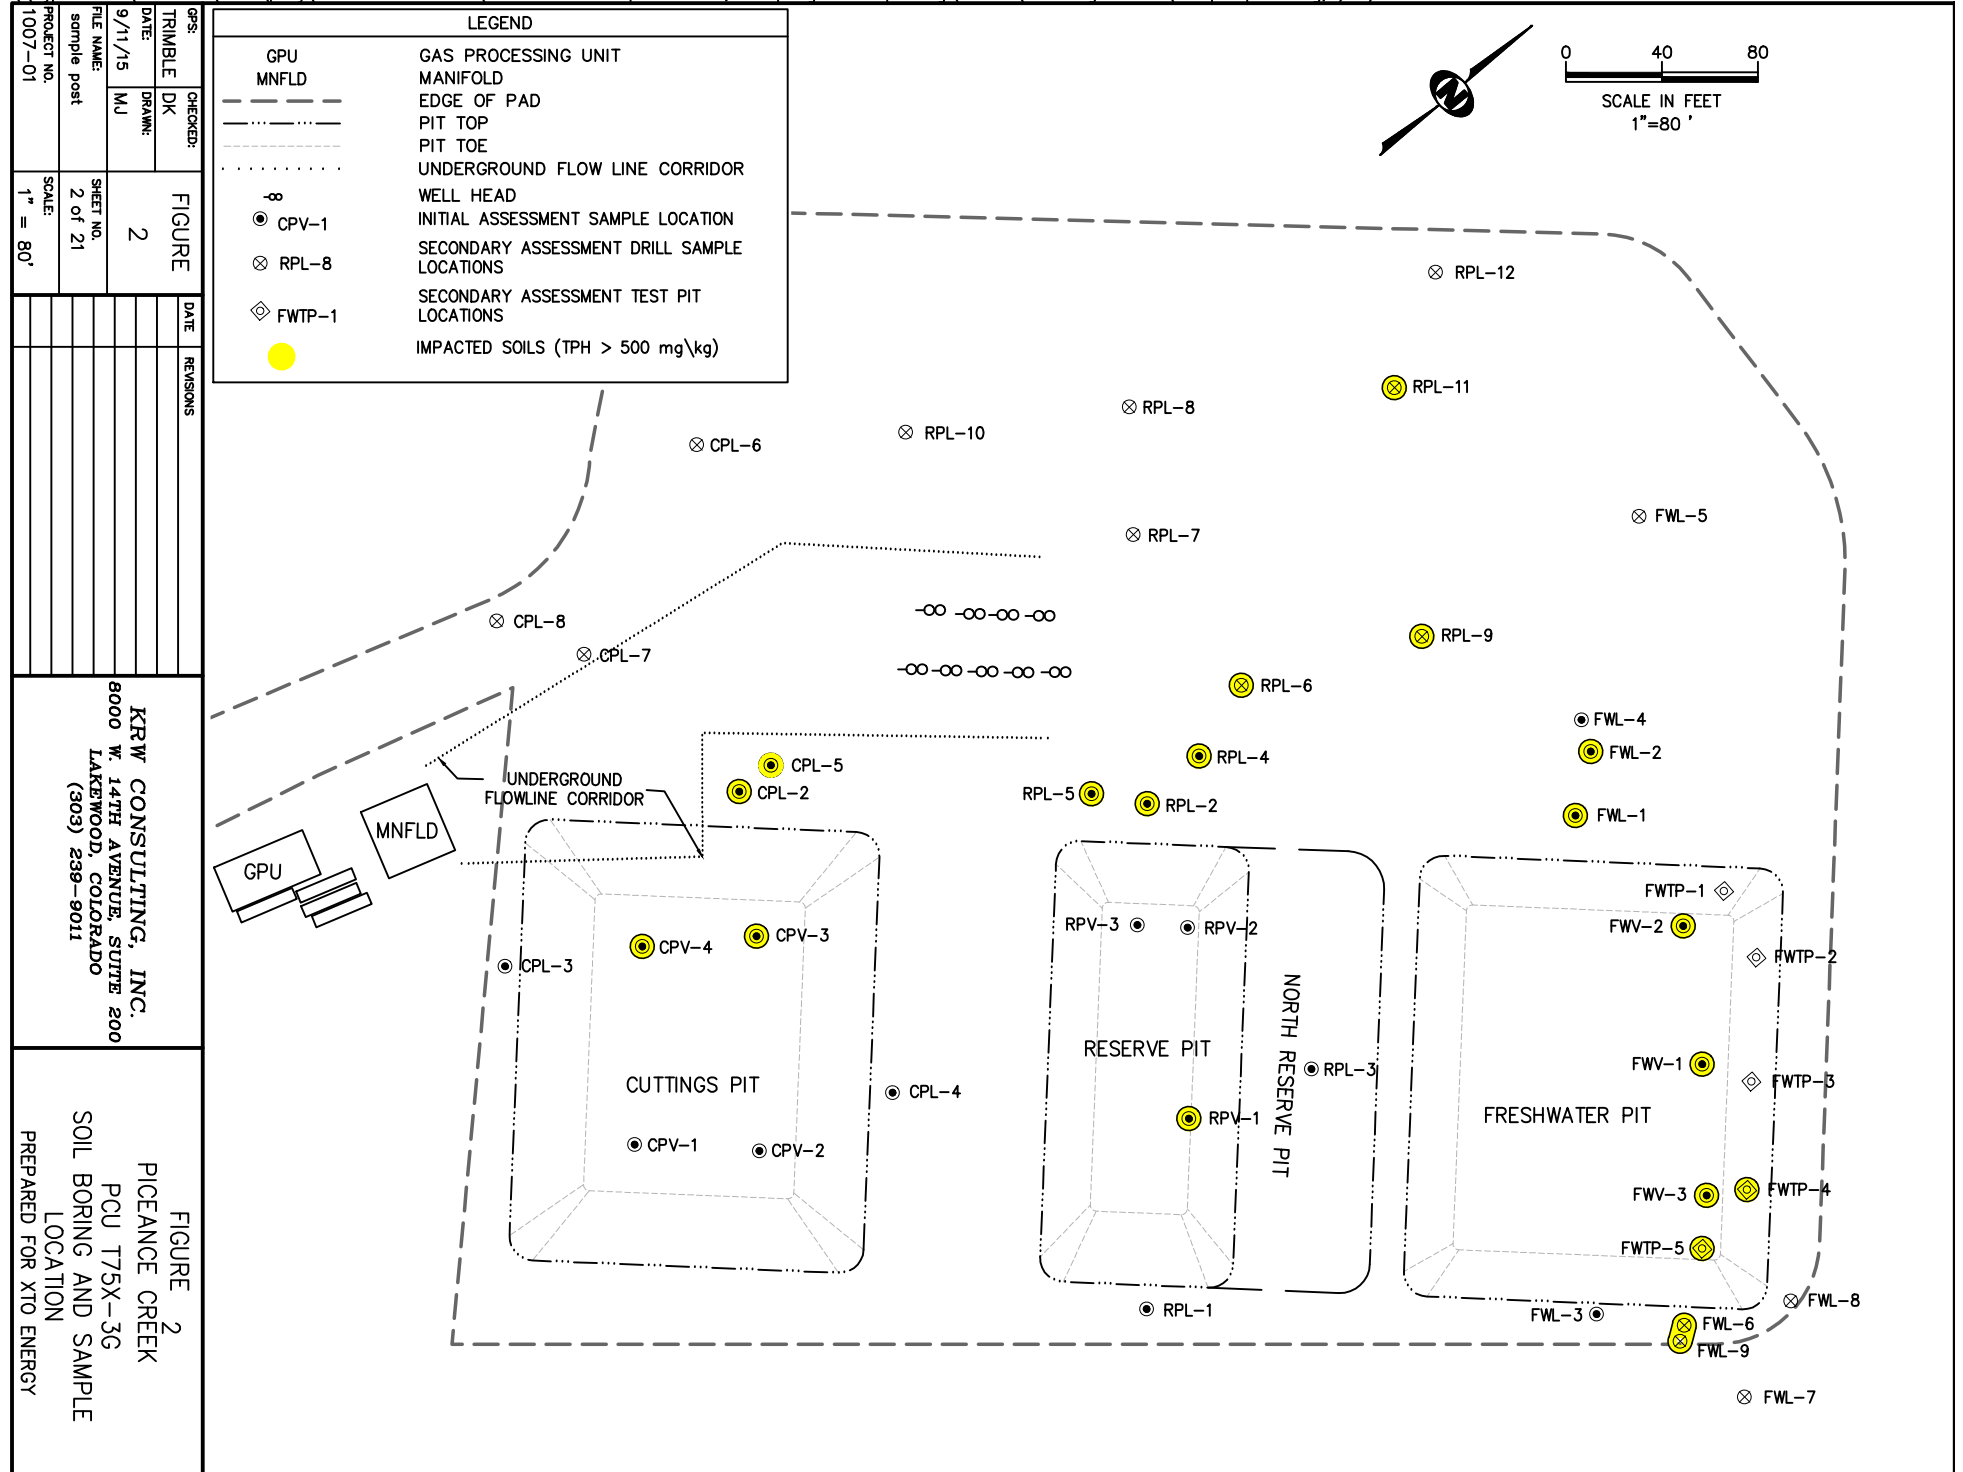 LEGEND
GPU GAS PROCESSING UNIT
MNFLD MANIFOLD
EDGE OF PAD
PIT TOP
PIT TOE
UNDERGROUND FLOW LINE CORRIDOR
WELL HEAD
CPV-1 INITIAL ASSESSMENT SAMPLE LOCATION
RPL-8 SECONDARY ASSESSMENT DRILL SAMPLE
LOCATIONS
FWTP-1 SECONDARY ASSESSMENT TEST PIT
LOCATIONS
IMPACTED SOILS (TPH > 500 mg\kg)
N
0 40 80
SCALE IN FEET
1"=80 '
RPL-12
RPL-11
RPL-8
RPL-10
CPL-6
FWL-5
RPL-7
CPL-8
CPL-7
RPL-9
RPL-6
FWL-4
FWL-2
RPL-4
CPL-5
CPL-2
RPL-5
RPL-2
FWL-1
UNDERGROUND
FLOWLINE CORRIDOR
MNFLD
GPU
FWTP-1
FWV-2
RPV-3
RPV-2
CPV-3
CPV-4
CPL-3
FWTP-2
NORTH RESERVE PIT
RESERVE PIT
FWV-1
RPL-3
FWTP-3
CUTTINGS PIT
CPL-4
RPV-1
FRESHWATER PIT
CPV-1
CPV-2
FWV-3
FWTP-4
FWTP-5
RPL-1
FWL-3
FWL-8
FWL-6
FWL-9
FWL-7
GPS:
TRIMBLE
CHECKED:
DK
DATE:
9/11/15
DRAWN:
MJ
FILE NAME:
sample post
PROJECT NO.
1007-01
FIGURE
2
SHEET NO.
2 of 21
SCALE:
1" = 80'
DATE REVISIONS
KRW CONSULTING, INC.
8000 W. 14TH AVENUE, SUITE 200
LAKEWOOD, COLORADO
(303) 239-9011
FIGURE 2
PICEANCE CREEK
PCU T75X-3G
SOIL BORING AND SAMPLE
LOCATION
PREPARED FOR XTO ENERGY